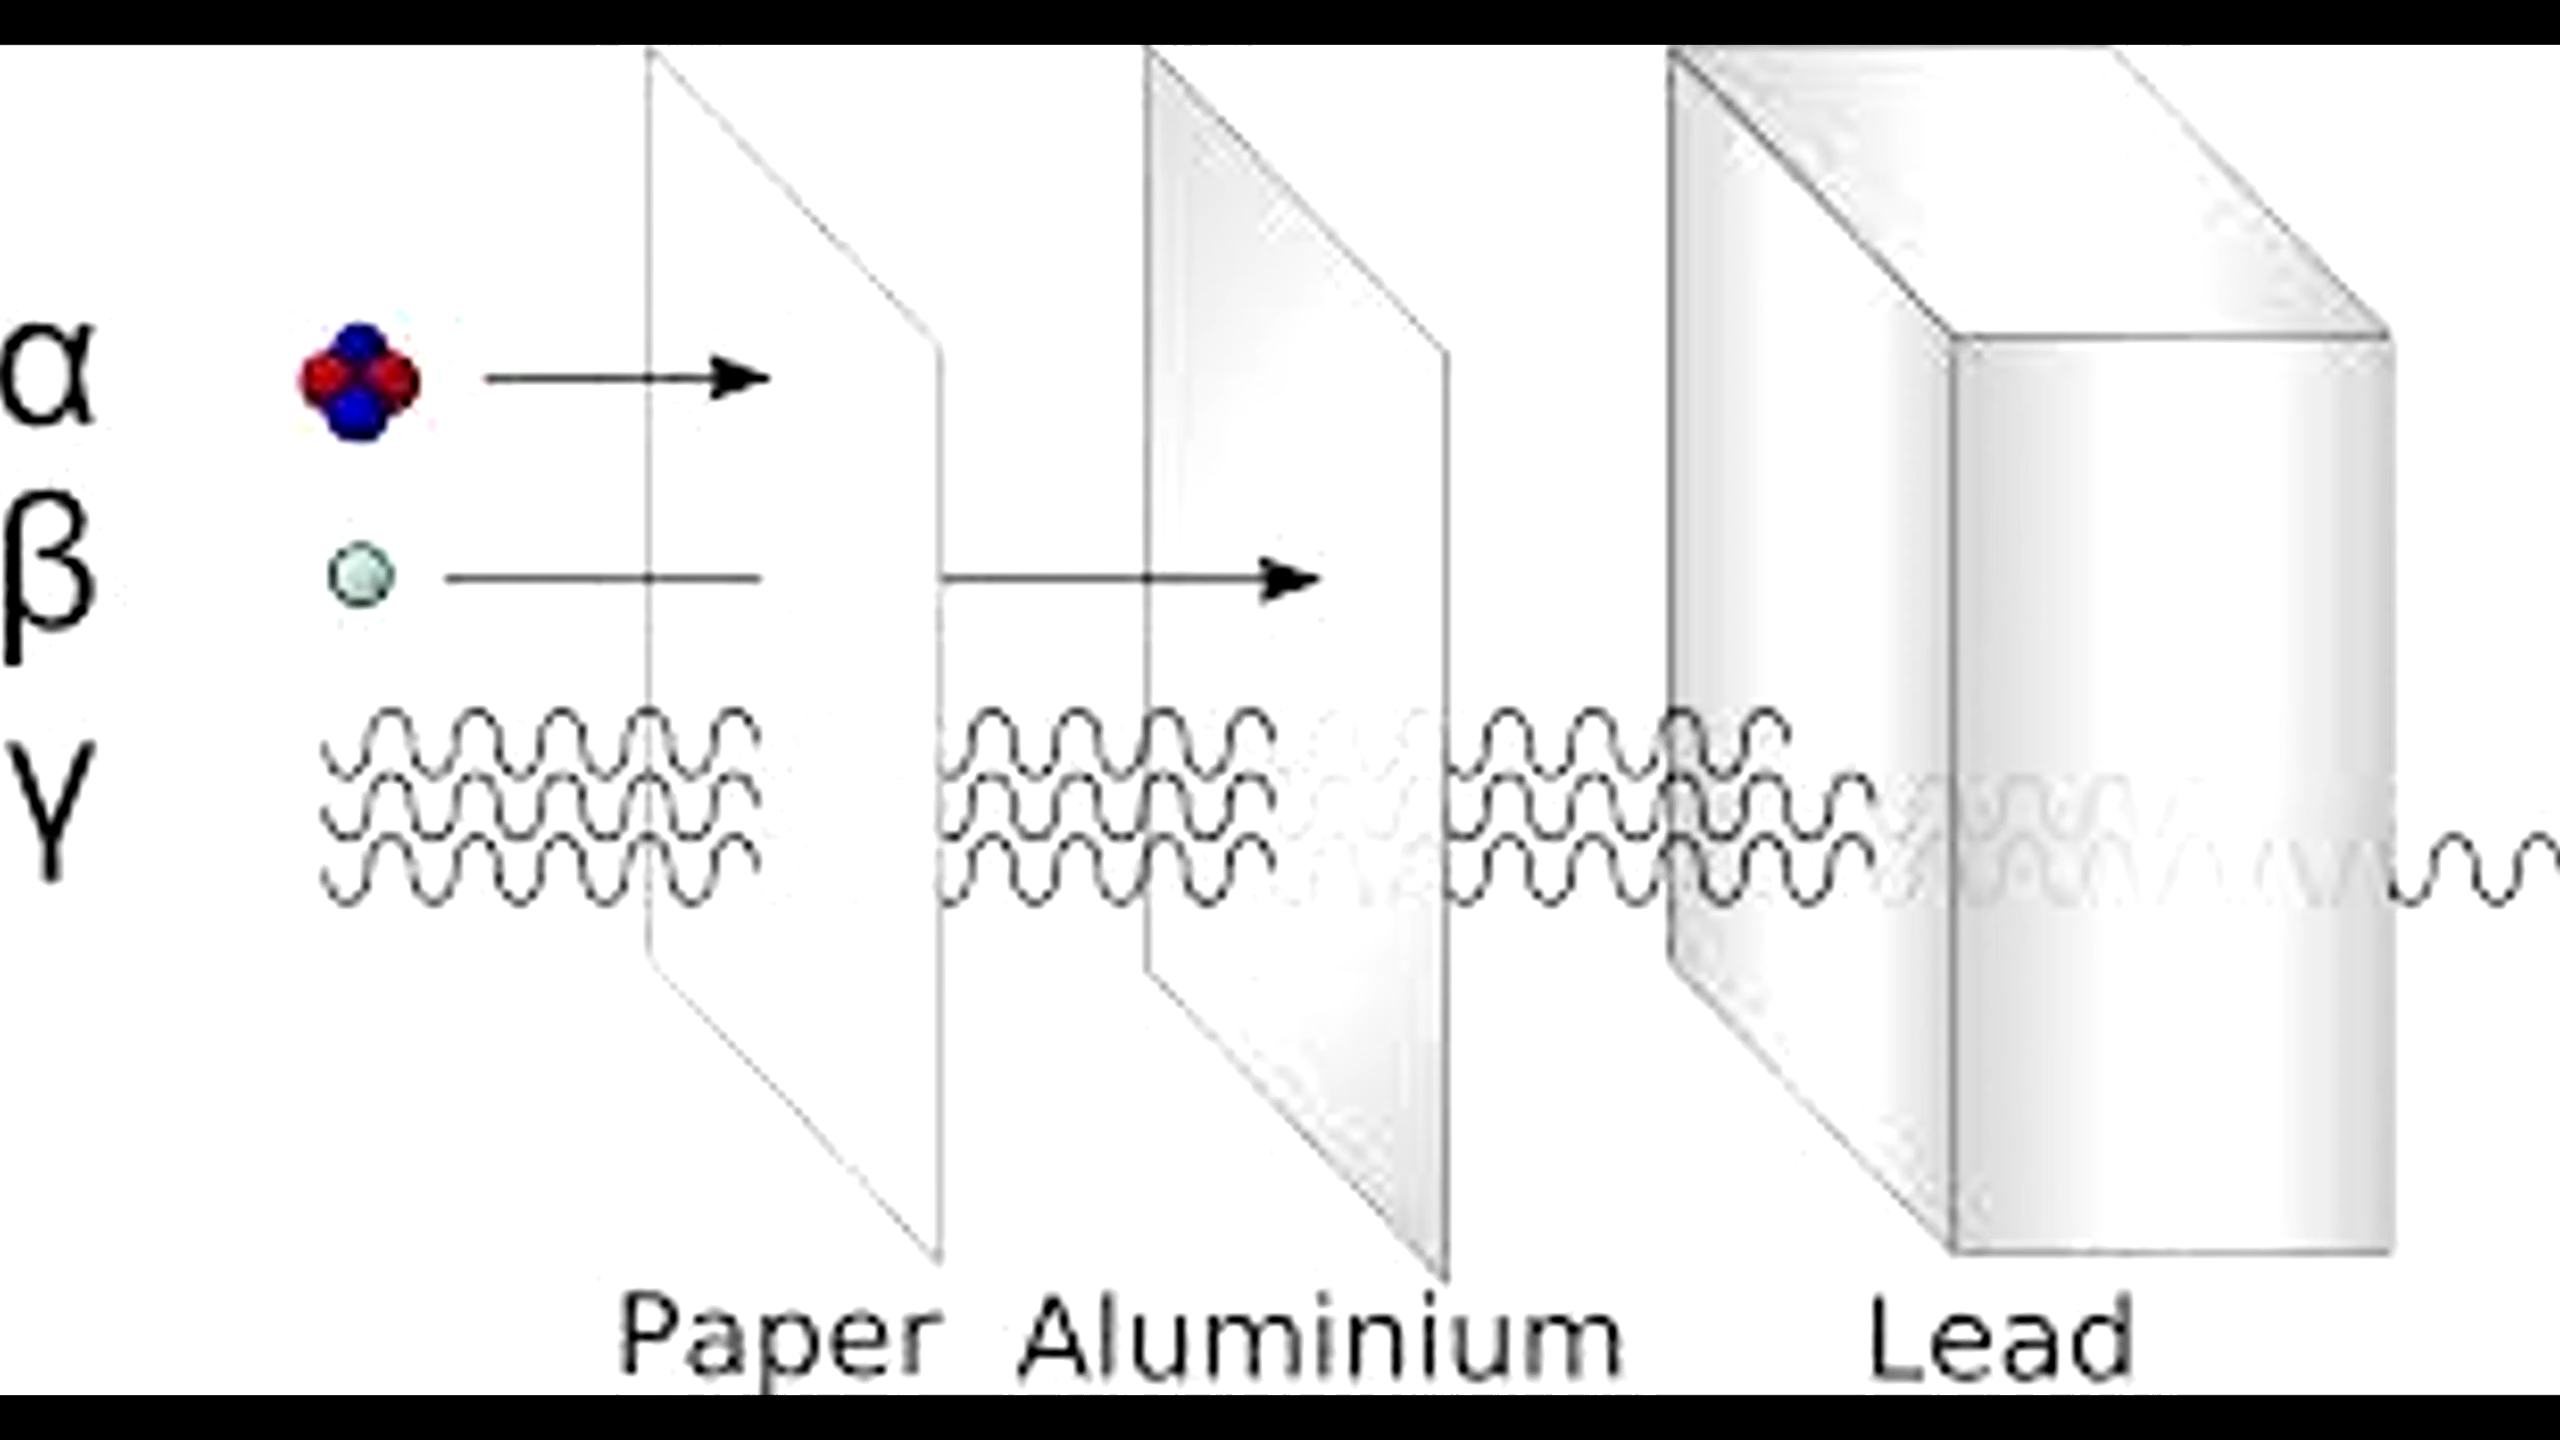 α
β
γ
Paper Aluminium Lead